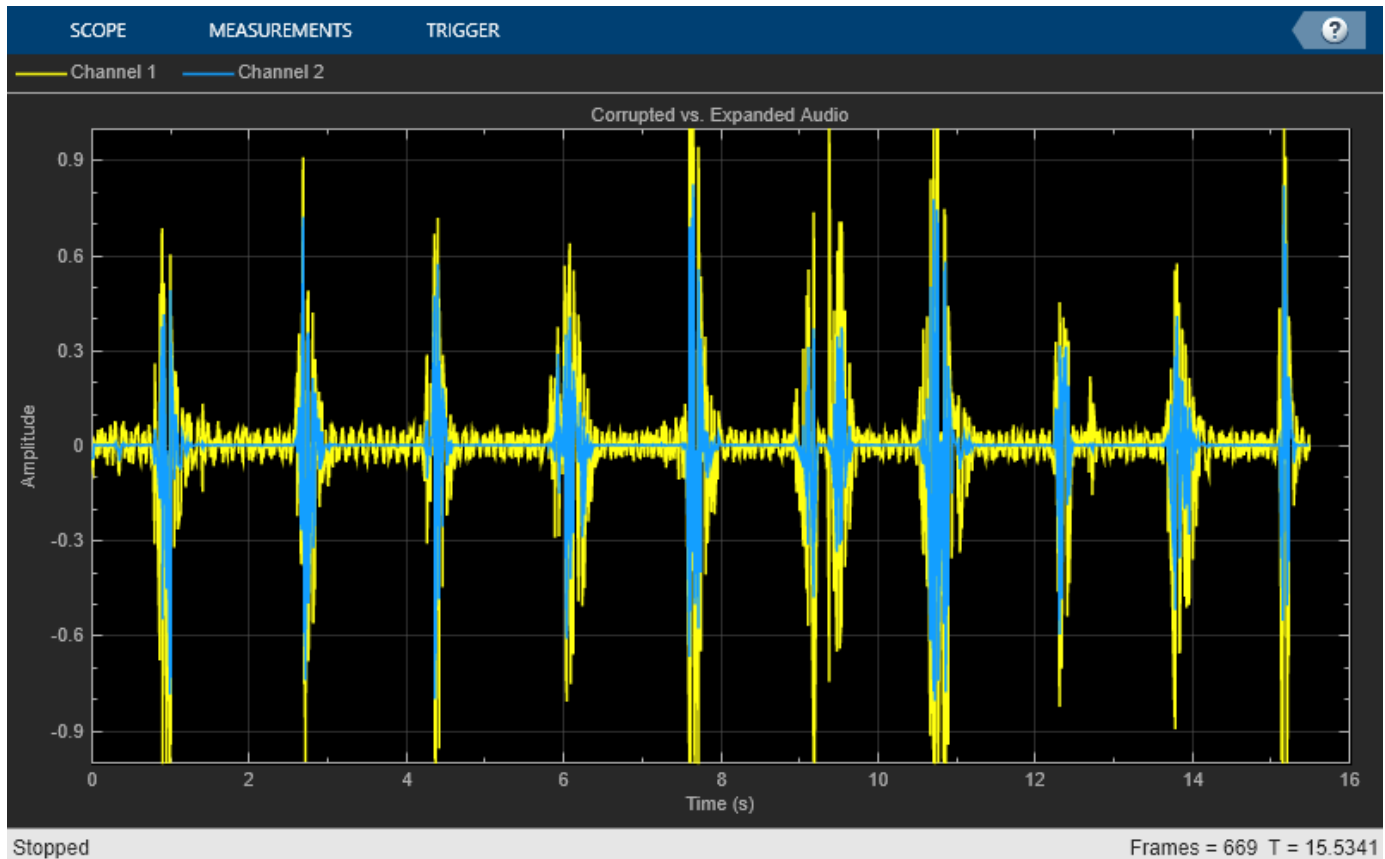 SCOPE MEASUREMENTS TRIGGER ?
Channel 1 Channel 2
Corrupted vs. Expanded Audio
0.9
0.6
0.3
0
-0.3
-0.6
-0.9
Amplitude
0 2 4 6 8 10 12 14 16
Time (s)
Stopped Frames = 669 T = 15.5341